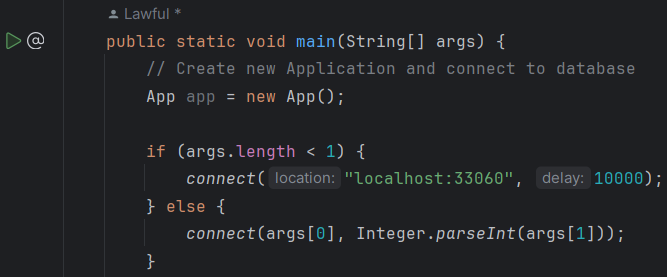 Lawful *
public static void main(String[] args) {
// Create new Application and connect to database
App app = new App();
if (args.length < 1) {
connect( location: "localhost:33060", delay: 10000);
} else {
connect(args[0], Integer.parseInt(args[1]));
}